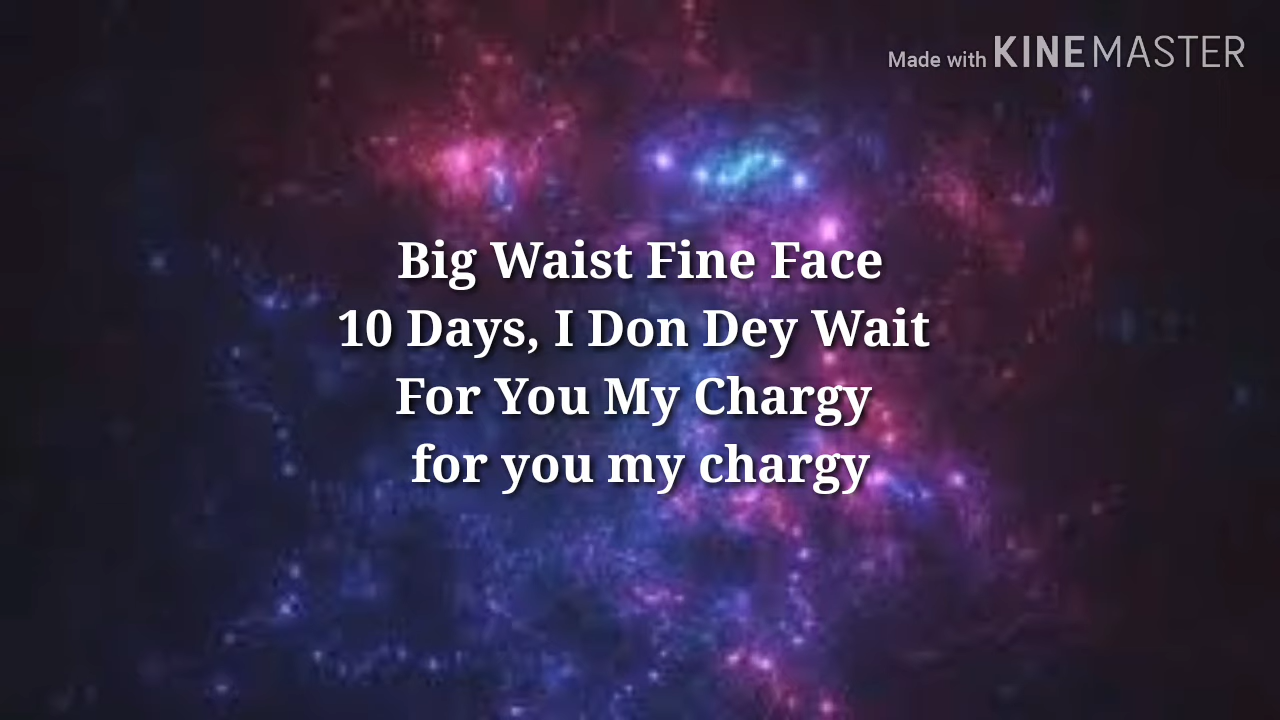 Made with KINEMASTER
Big Waist Fine Face
10 Days, I Don Dey Wait
For You My Chargy
for you my chargy